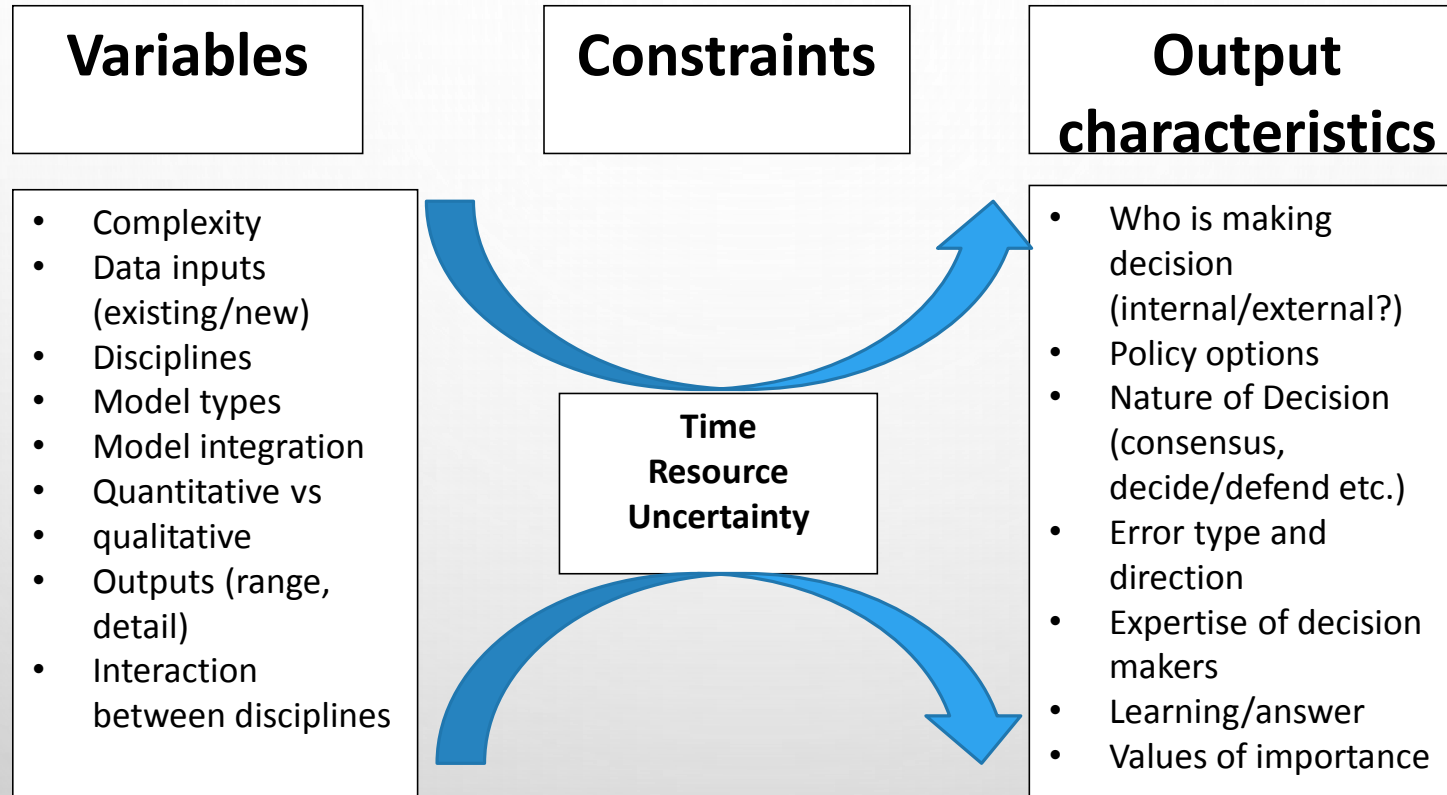 Variables
Constraints
Output
characteristics
• Complexity
• Data inputs
(existing/new)
• Disciplines
• Model types
• Model integration
• Quantitative vs
• qualitative
• Outputs (range,
detail)
• Interaction
between disciplines
Time
Resource
Uncertainty
• Who is making
decision
(internal/external?)
• Policy options
• Nature of Decision
(consensus,
decide/defend etc.)
• Error type and
direction
• Expertise of decision
makers
• Learning/answer
• Values of importance